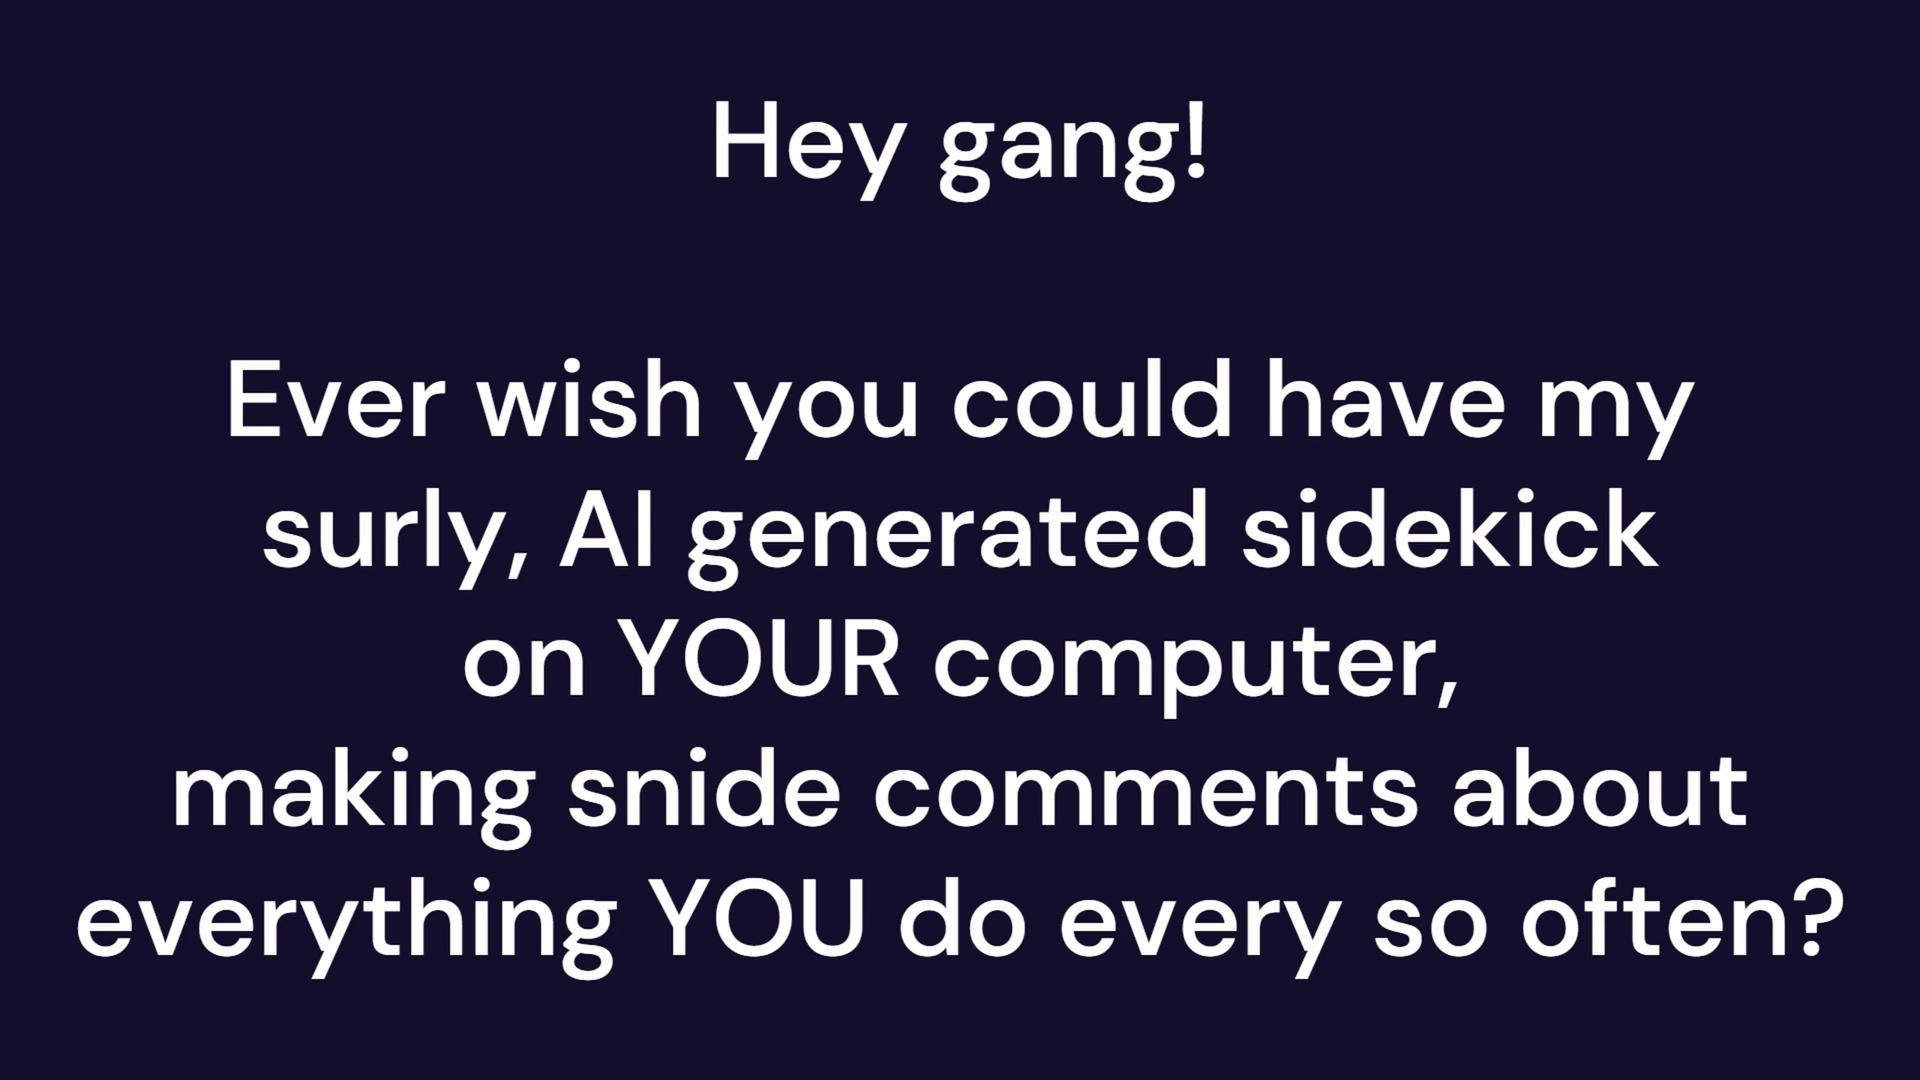 Hey gang!
Ever wish you could have my
surly, AI generated sidekick
on YOUR computer,
making snide comments about
everything YOU do every so often?